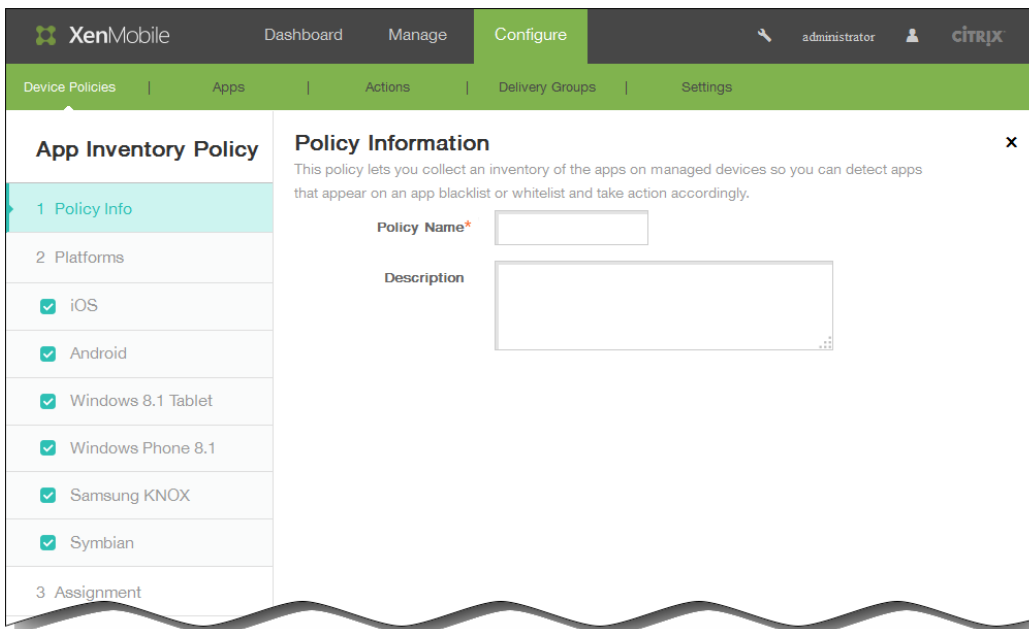 XenMobile Dashboard Manage Configure administrator CİTRIX
Device Policies | Apps | Actions | Delivery Groups | Settings
App Inventory Policy
1 Policy Info
2 Platforms
iOS
Android
Windows 8.1 Tablet
Windows Phone 8.1
Samsung KNOX
Symbian
3 Assignment
Policy Information
This policy lets you collect an inventory of the apps on managed devices so you can detect apps
that appear on an app blacklist or whitelist and take action accordingly.
Policy Name*
Description